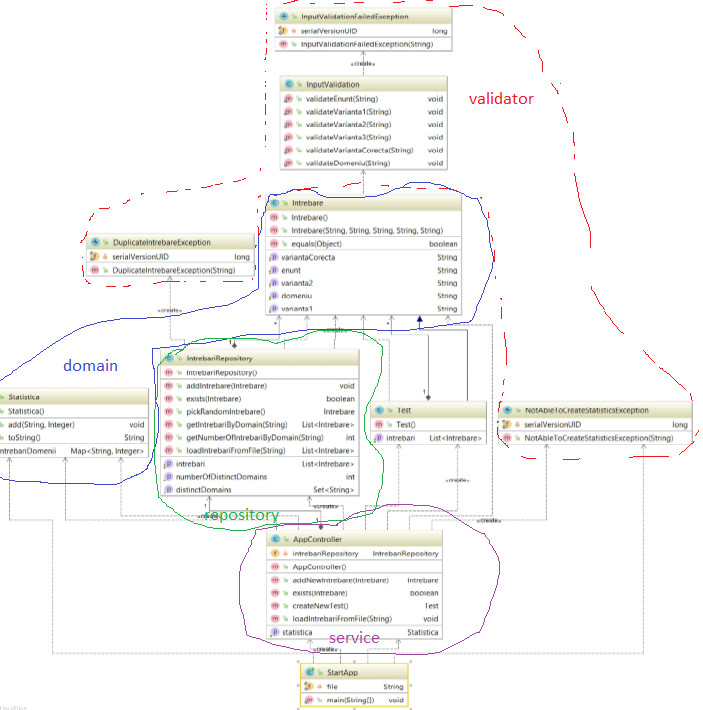 InputValidationFailedException
serialVersionUID long
InputValidationFailedException(String)
«create»
InputValidation
validateEnunt(String) void
validateVarianta1(String) void
validateVarianta2(String) void
validateVarianta3(String) void
validateVariantaCorecta(String) void
validateDomeniu(String) void
validator
Intrebare
Intrebare()
Intrebare(String, String, String, String, String)
equals(Object) boolean
variantaCorecta String
enunt String
varianta2 String
domeniu String
varianta1 String
DuplicateIntrebareException
serialVersionUID long
DuplicateIntrebareException(String)
«create»
«create»
domain
IntrebariRepository
IntrebariRepository()
addIntrebare(Intrebare) void
exists(Intrebare) boolean
pickRandomIntrebare() Intrebare
getIntrebariByDomain(String) List<Intrebare>
getNumberOfIntrebariByDomain(String) int
loadIntrebariFromFile(String) List<Intrebare>
intrebari List<Intrebare>
numberOfDistinctDomains int
distinctDomains Set<String>
Statistica
Statistica()
add(String, Integer) void
toString() String
ntrebariDomenii Map<String, Integer>
Test
Test()
intrebari List<Intrebare>
NotAbleToCreateStatisticsException
serialVersionUID long
NotAbleToCreateStatisticsException(String)
«create»
repository
«create»
«create»
AppController
intrebariRepository IntrebariRepository
AppController()
addNewIntrebare(Intrebare) Intrebare
exists(Intrebare) boolean
createNewTest() Test
loadIntrebariFromFile(String) void
statistica Statistica
service
«create»
StartApp
file String
main(String[]) void